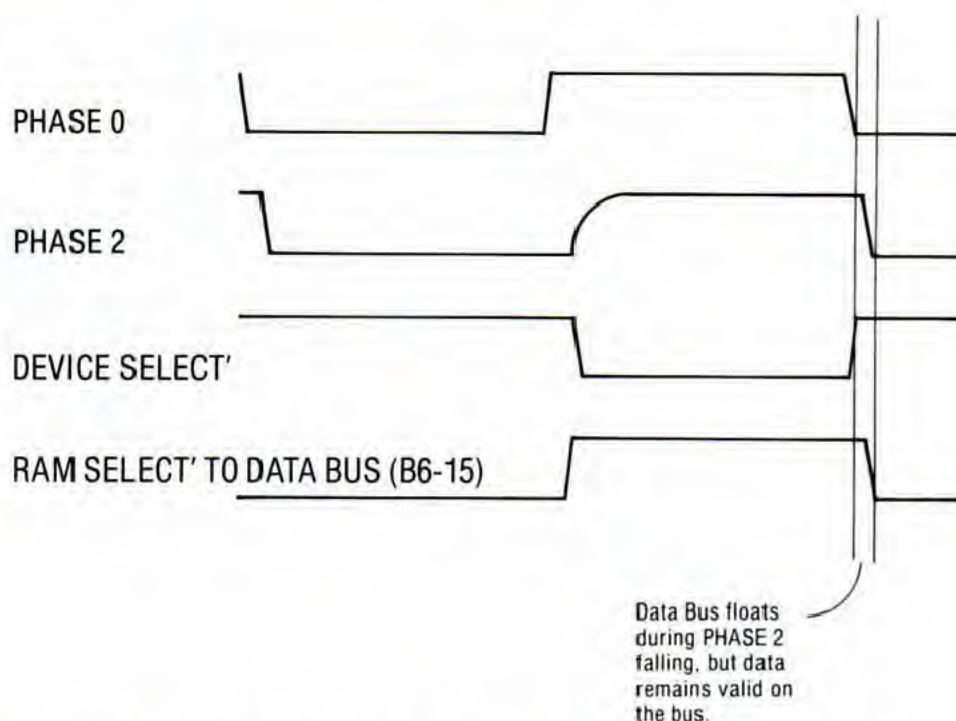 PHASE 0
PHASE 2
DEVICE SELECT′
RAM SELECT′ TO DATA BUS (B6-15)
Data Bus floats
during PHASE 2
falling, but data
remains valid on
the bus.